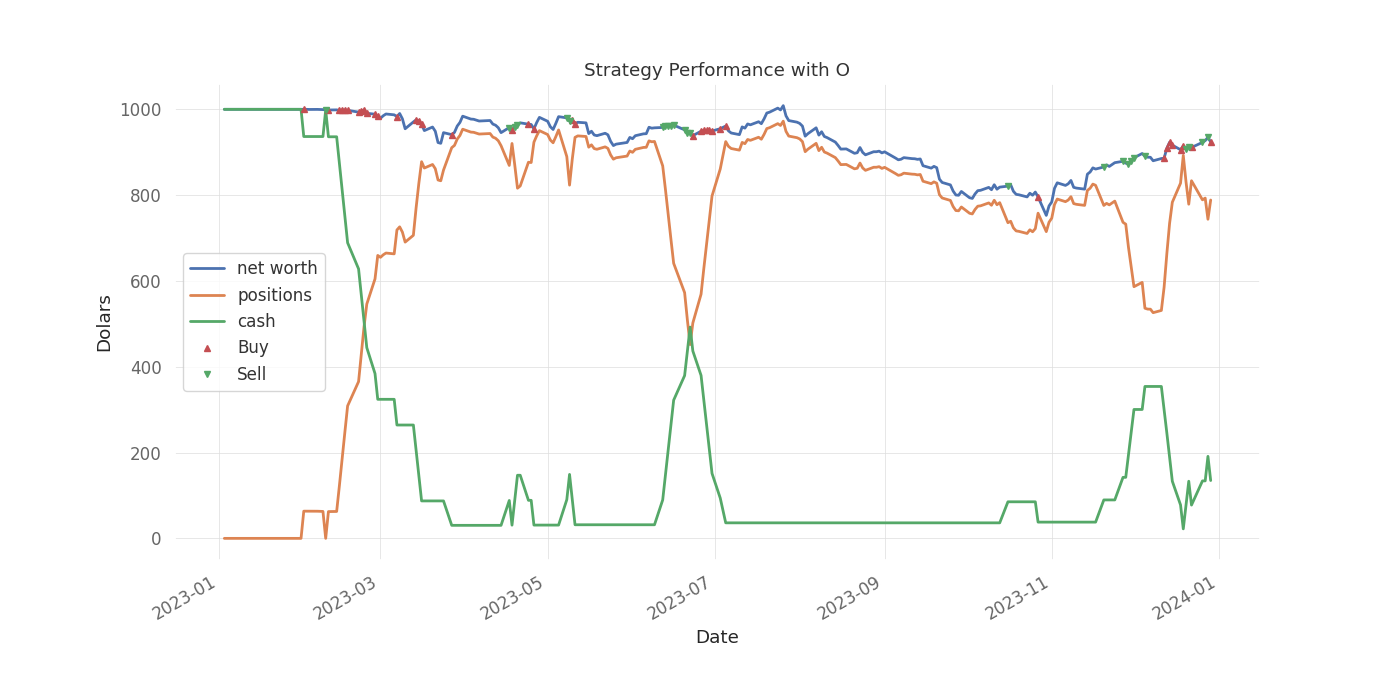 Strategy Performance with O
1000
800
600
400
200
0
Dolars
net worth
positions
cash
Buy
Sell
2023-01
2023-03
2023-05
2023-07
2023-09
2023-11
2024-01
Date